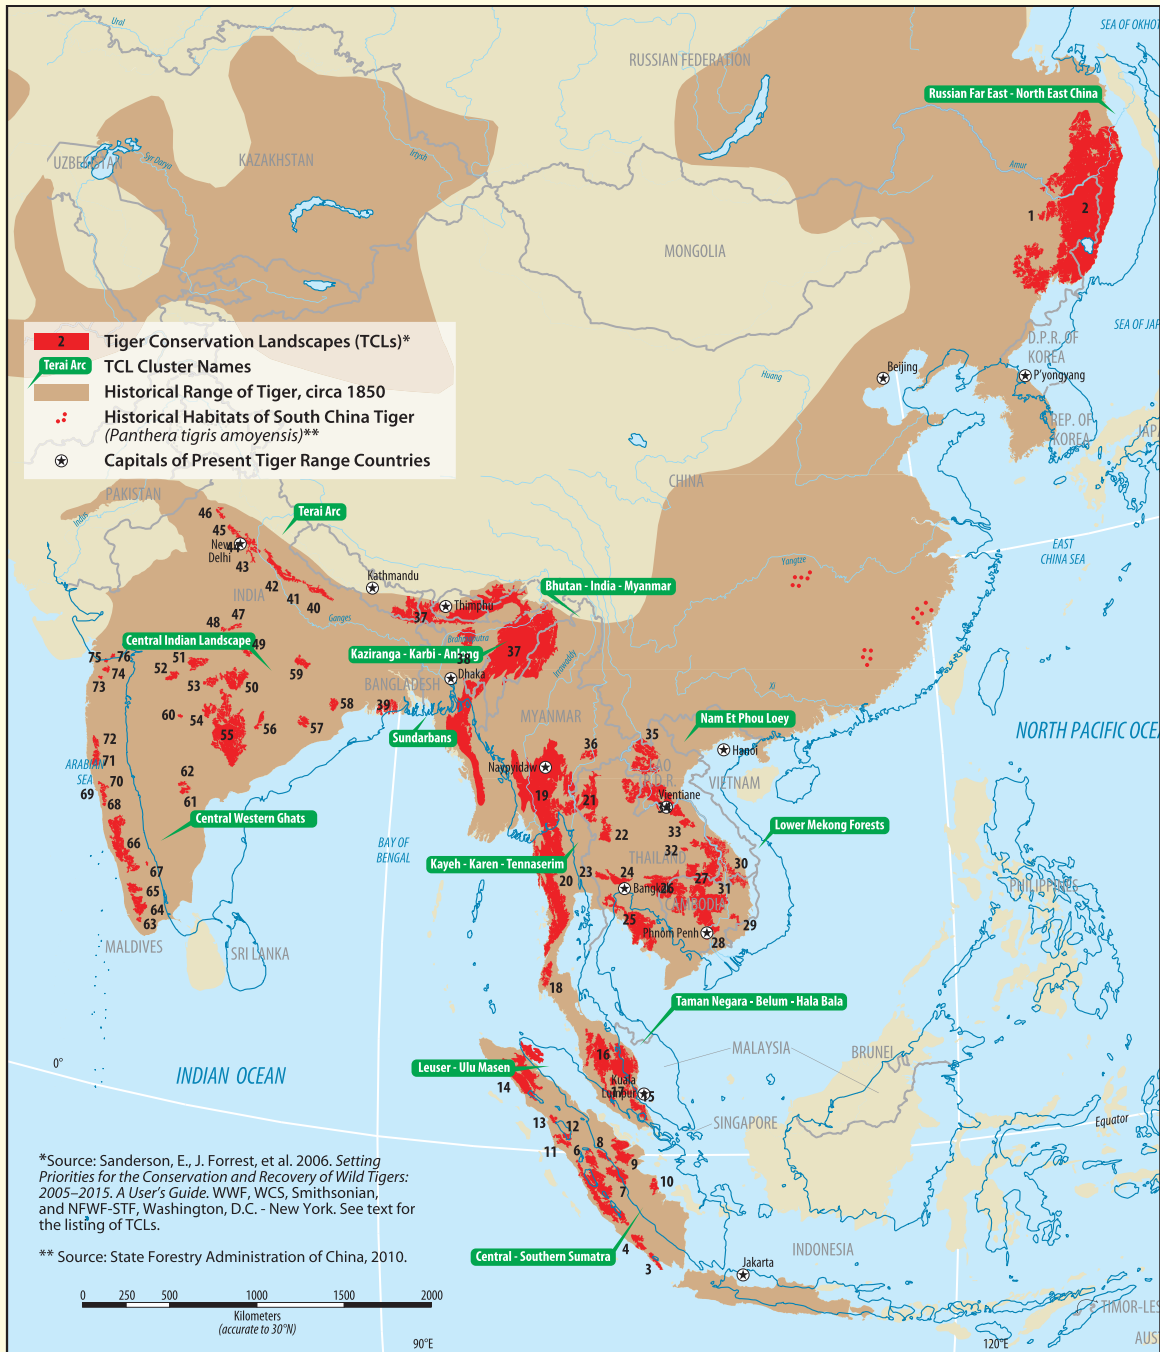 SEA OF OKHOT
Ural
RUSSIAN FEDERATION
Russian Far East - North East China
UZBEKISTAN
Syr Darya
KAZAKHSTAN
Irtysh
Amur
1
2
MONGOLIA
SEA OF JAP
2 Tiger Conservation Landscapes (TCLs)*
Terai Arc TCL Cluster Names
Historical Range of Tiger, circa 1850
Historical Habitats of South China Tiger
(Panthera tigris amoyensis)**
Capitals of Present Tiger Range Countries
D.P.R. OF
KOREA
P'yongyang
Beijing
Huang
REP. OF
KOREA
JAPA
CHINA
PAKISTAN
Indus
46
Terai Arc
45
New
Delhi
44
43
EAST
CHINA SEA
Yangtze
Kathmandu
42
41
40
INDIA
Bhutan - India - Myanmar
Thimphu
37
Ganges
47
48
49
Central Indian Landscape
Brahmaputra
Kaziranga - Karbi - Anlong
38
37
Irrawaddy
75
76
51
52
74
73
53
50
59
Dhaka
BANGLADESH
Xi
60
54
55
56
57
58
39
MYANMAR
Nam Et Phou Loey
NORTH PACIFIC OCE
Sundarbans
72
71
ARABIAN
SEA
70
69
68
62
61
36
35
Hanoi
Naypyidaw
LAO
P.D.R.
VIETNAM
19
21
Vientiane
34
Central Western Ghats
66
BAY OF
BENGAL
22
33
32
Lower Mekong Forests
Kayeh - Karen - Tennaserim
THAILAND
67
65
64
63
20
23
24
Bangkok
26
27
30
31
CAMBODIA
PHILIPPINES
25
Phnom Penh
28
29
MALDIVES
SRI LANKA
18
Taman Negara - Belum - Hala Bala
0°
INDIAN OCEAN
Leuser - Ulu Masen
14
16
Kuala
Lumpur
17
15
MALAYSIA
BRUNEI
SINGAPORE
Equator
13
12
11
6
8
9
7
10
*Source: Sanderson, E., J. Forrest, et al. 2006. Setting
Priorities for the Conservation and Recovery of Wild Tigers:
2005–2015. A User's Guide. WWF, WCS, Smithsonian,
and NFWF-STF, Washington, D.C. - New York. See text for
the listing of TCLs.
** Source: State Forestry Administration of China, 2010.
Central - Southern Sumatra
4
3
INDONESIA
Jakarta
TIMOR-LES
AUS
0 250 500 1000 1500 2000
Kilometers
(accurate to 30°N)
90°E
120°E